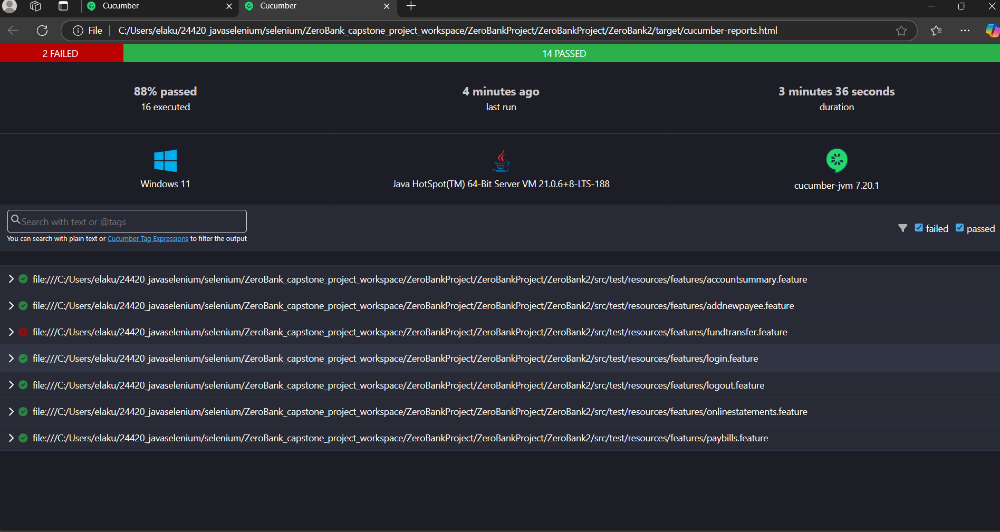 Cucumber
Cucumber
File
C:/Users/elaku/24420_javaselenium/selenium/ZeroBank_capstone_project_workspace/ZeroBankProject/ZeroBankProject/ZeroBank2/target/cucumber-reports.html
2 FAILED
14 PASSED
88% passed
16 executed
4 minutes ago
last run
3 minutes 36 seconds
duration
Windows 11
Java HotSpot(TM) 64-Bit Server VM 21.0.6+8-LTS-188
cucumber-jvm 7.20.1
Search with text or @tags
You can search with plain text or Cucumber Tag Expressions to filter the output
failed
passed
file:///C:/Users/elaku/24420_javaselenium/selenium/ZeroBank_capstone_project_workspace/ZeroBankProject/ZeroBankProject/ZeroBank2/src/test/resources/features/accountsummary.feature
file:///C:/Users/elaku/24420_javaselenium/selenium/ZeroBank_capstone_project_workspace/ZeroBankProject/ZeroBankProject/ZeroBank2/src/test/resources/features/addnewpayee.feature
file:///C:/Users/elaku/24420_javaselenium/selenium/ZeroBank_capstone_project_workspace/ZeroBankProject/ZeroBankProject/ZeroBank2/src/test/resources/features/fundtransfer.feature
file:///C:/Users/elaku/24420_javaselenium/selenium/ZeroBank_capstone_project_workspace/ZeroBankProject/ZeroBankProject/ZeroBank2/src/test/resources/features/login.feature
file:///C:/Users/elaku/24420_javaselenium/selenium/ZeroBank_capstone_project_workspace/ZeroBankProject/ZeroBankProject/ZeroBank2/src/test/resources/features/logout.feature
file:///C:/Users/elaku/24420_javaselenium/selenium/ZeroBank_capstone_project_workspace/ZeroBankProject/ZeroBankProject/ZeroBank2/src/test/resources/features/onlinestatements.feature
file:///C:/Users/elaku/24420_javaselenium/selenium/ZeroBank_capstone_project_workspace/ZeroBankProject/ZeroBankProject/ZeroBank2/src/test/resources/features/paybills.feature